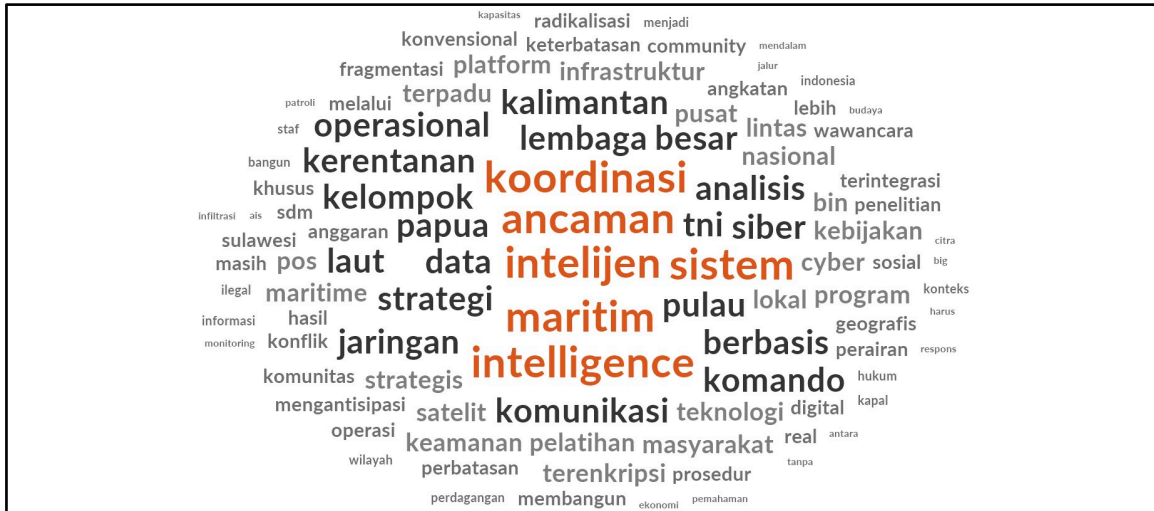 kapasitas radikalisasi menjadi
konvensional keterbatasan community mendalam
fragmentasi platform infrastruktur jalur
patroli melalui terpadu kalimantan angkatan indonesia
staf operasional pusat lebih budaya
lembaga besar lintas wawancara
bangun kerentanan nasional
khusus kelompok koordinasi analisis terintegrasi
infiltrasi ais sdm anggaran papua ancaman tni siber bin penelitian
sulawesi kebijakan citra
masih pos laut data intelijen sistem cyber sosial big
ilegal maritime strategi pulau lokal program konteks
informasi hasil maritim geografis harus
monitoring konflik jaringan berbasis perairan respons
komunitas strategis intelligence komando hukum
mengantisipasi satelit komunikasi teknologi digital kapal
operasi keamanan pelatihan masyarakat real antara
wilayah perbatasan terenkripsi prosedur tanpa
perdagangan membangun ekonomi pemahaman